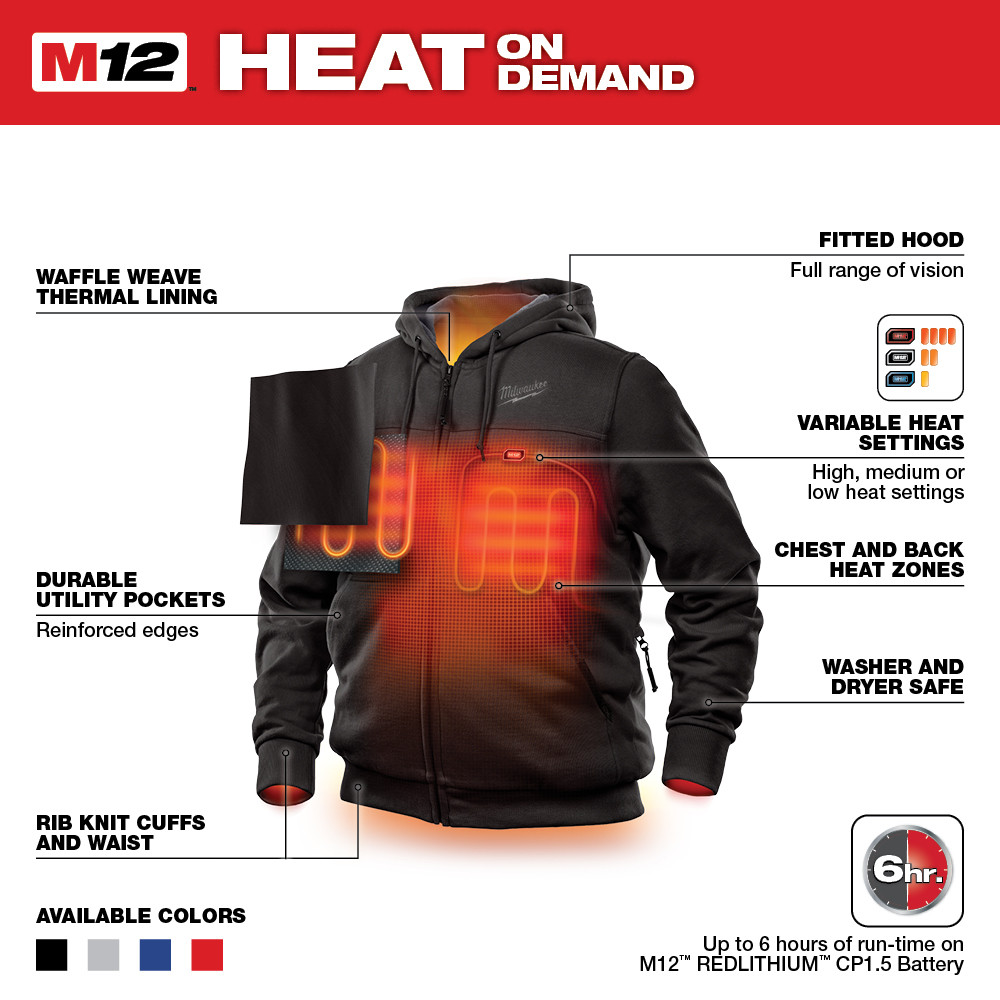 M12™ HEAT ON DEMAND
FITTED HOOD
Full range of vision
WAFFLE WEAVE
THERMAL LINING
Milwaukee
VARIABLE HEAT
SETTINGS
High, medium or
low heat settings
M12
CHEST AND BACK
HEAT ZONES
DURABLE
UTILITY POCKETS
Reinforced edges
WASHER AND
DRYER SAFE
RIB KNIT CUFFS
AND WAIST
6hr.
AVAILABLE COLORS
Up to 6 hours of run-time on
M12™ REDLITHIUM™ CP1.5 Battery